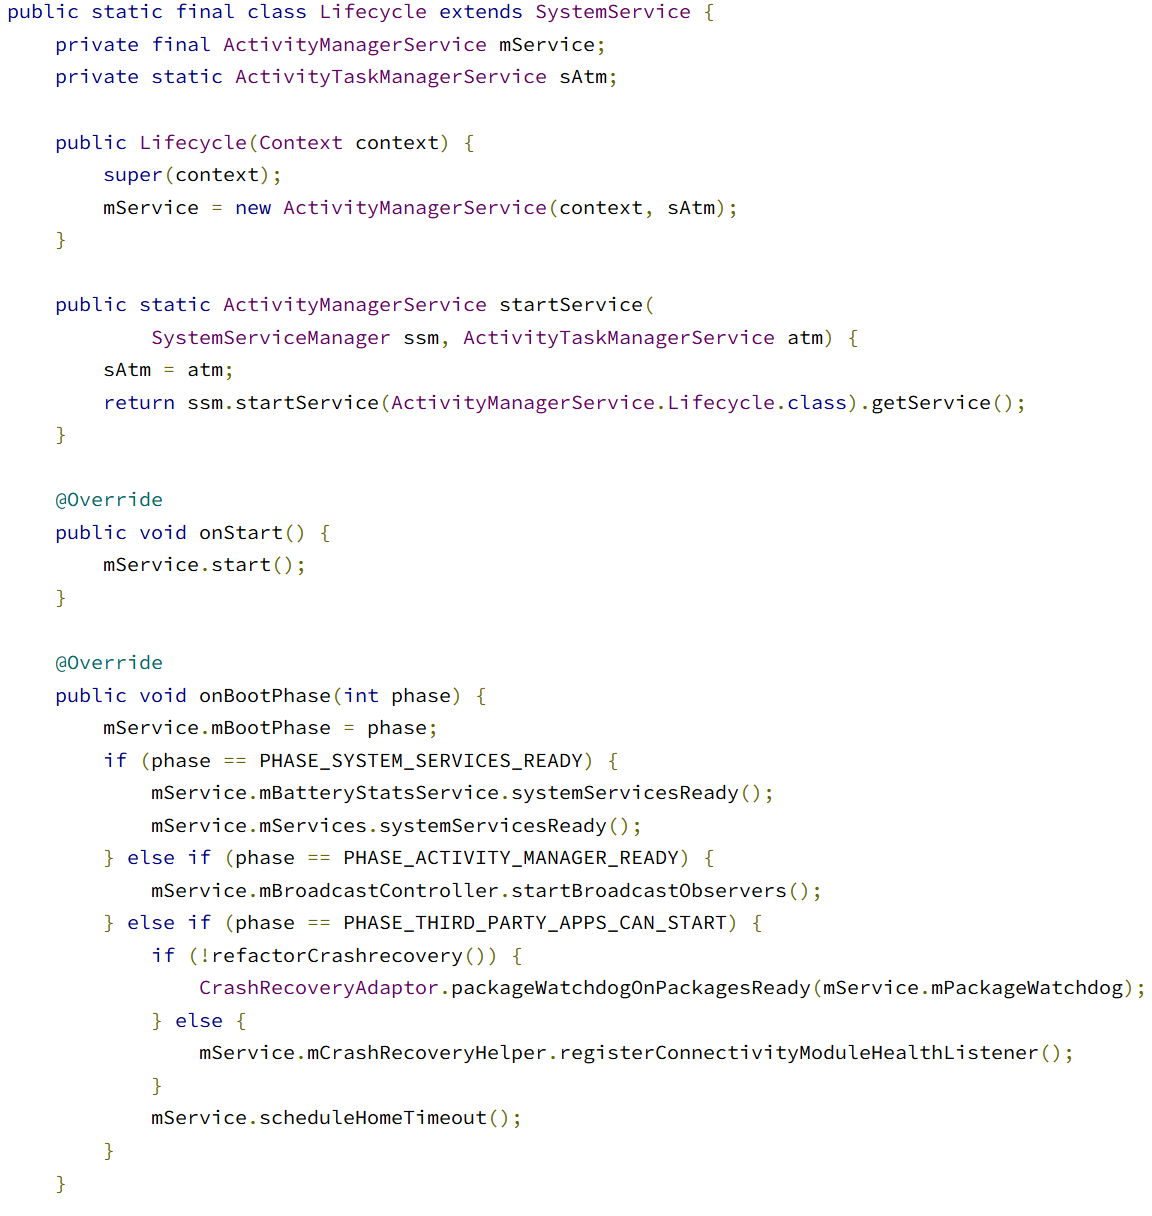 public static final class Lifecycle extends SystemService {
    private final ActivityManagerService mService;
    private static ActivityTaskManagerService sAtm;

    public Lifecycle(Context context) {
        super(context);
        mService = new ActivityManagerService(context, sAtm);
    }

    public static ActivityManagerService startService(
            SystemServiceManager ssm, ActivityTaskManagerService atm) {
        sAtm = atm;
        return ssm.startService(ActivityManagerService.Lifecycle.class).getService();
    }

    @Override
    public void onStart() {
        mService.start();
    }

    @Override
    public void onBootPhase(int phase) {
        mService.mBootPhase = phase;
        if (phase == PHASE_SYSTEM_SERVICES_READY) {
            mService.mBatteryStatsService.systemServicesReady();
            mService.mServices.systemServicesReady();
        } else if (phase == PHASE_ACTIVITY_MANAGER_READY) {
            mService.mBroadcastController.startBroadcastObservers();
        } else if (phase == PHASE_THIRD_PARTY_APPS_CAN_START) {
            if (!refactorCrashrecovery()) {
                CrashRecoveryAdaptor.packageWatchdogOnPackagesReady(mService.mPackageWatchdog);
            } else {
                mService.mCrashRecoveryHelper.registerConnectivityModuleHealthListener();
            }
            mService.scheduleHomeTimeout();
        }
    }